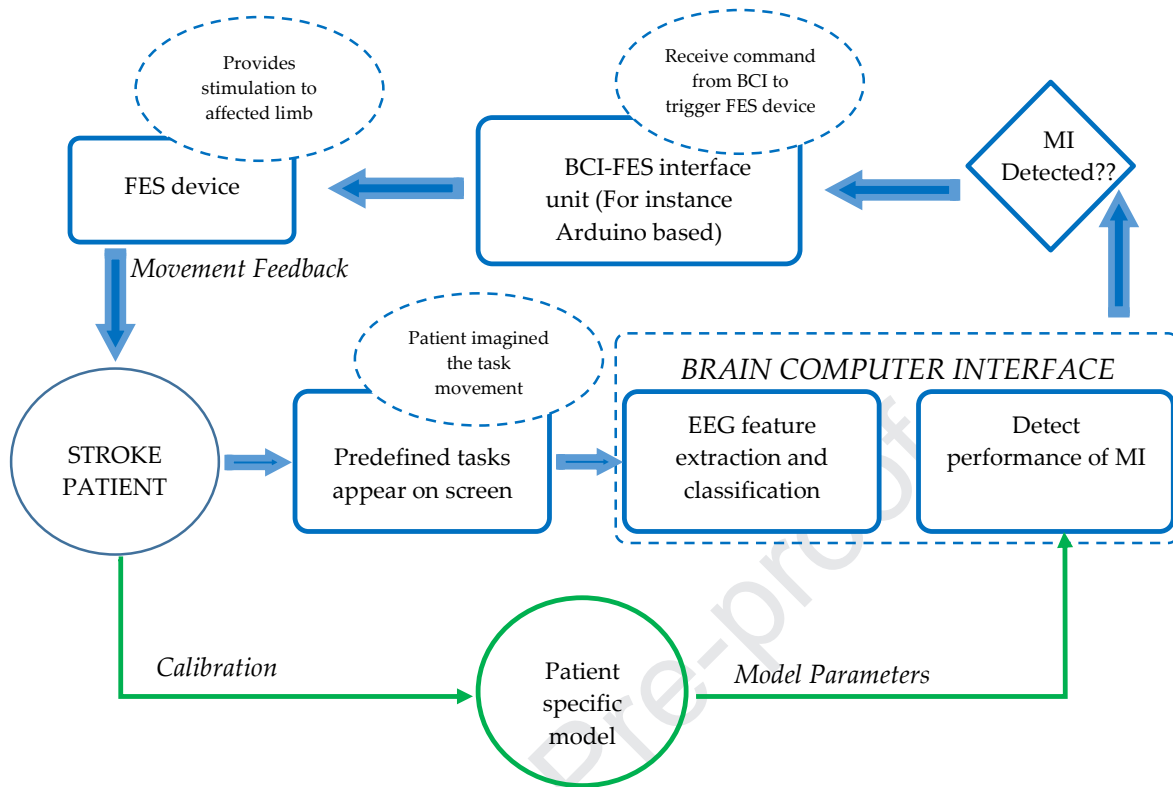 Provides
stimulation to
affected limb
Receive command
from BCI to
trigger FES device
FES device
BCI-FES interface
unit (For instance
Arduino based)
MI
Detected??
Movement Feedback
Patient imagined
the task
movement
BRAIN COMPUTER INTERFACE
STROKE
PATIENT
Predefined tasks
appear on screen
EEG feature
extraction and
classification
Detect
performance of MI
Calibration
Patient
specific
model
Model Parameters
Pre-proof